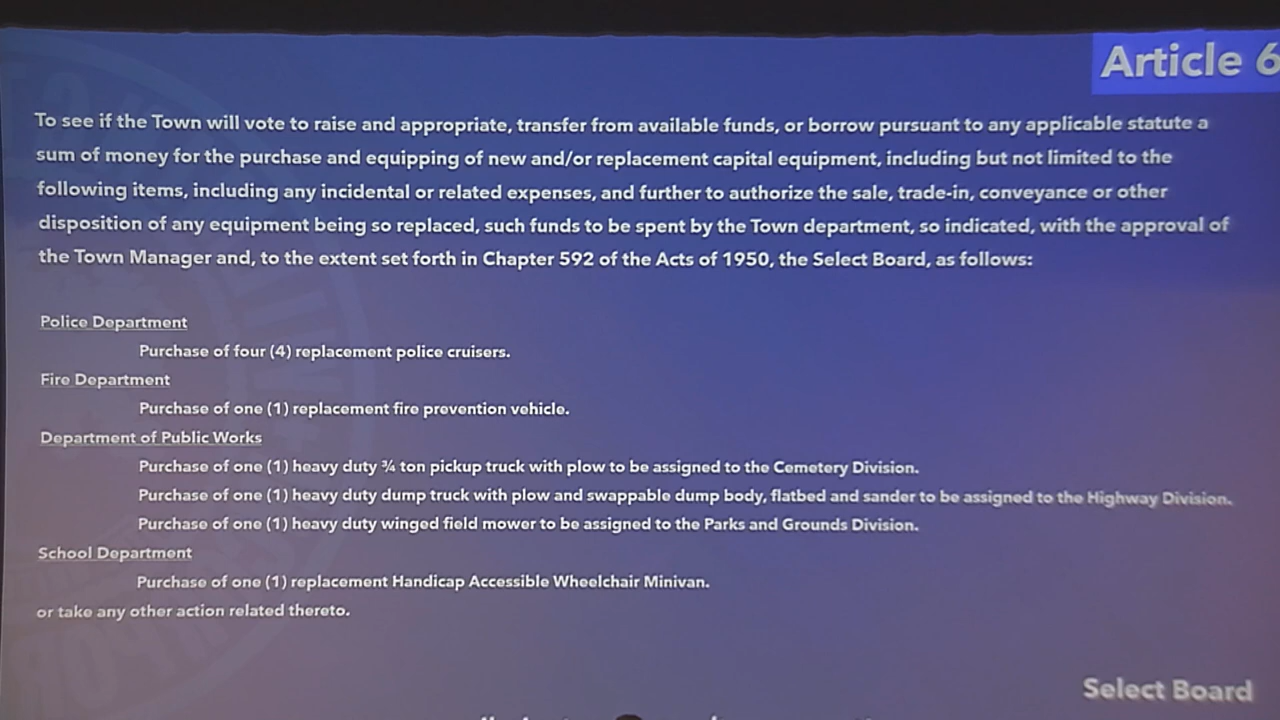 Article 6
To see if the Town will vote to raise and appropriate, transfer from available funds, or borrow pursuant to any applicable statute a
sum of money for the purchase and equipping of new and/or replacement capital equipment, including but not limited to the
following items, including any incidental or related expenses, and further to authorize the sale, trade-in, conveyance or other
disposition of any equipment being so replaced, such funds to be spent by the Town department, so indicated, with the approval of
the Town Manager and, to the extent set forth in Chapter 592 of the Acts of 1950, the Select Board, as follows:
Police Department
Purchase of four (4) replacement police cruisers.
Fire Department
Purchase of one (1) replacement fire prevention vehicle.
Department of Public Works
Purchase of one (1) heavy duty ¾ ton pickup truck with plow to be assigned to the Cemetery Division.
Purchase of one (1) heavy duty dump truck with plow and swappable dump body, flatbed and sander to be assigned to the Highway Division.
Purchase of one (1) heavy duty winged field mower to be assigned to the Parks and Grounds Division.
School Department
Purchase of one (1) replacement Handicap Accessible Wheelchair Minivan.
or take any other action related thereto.
Select Board